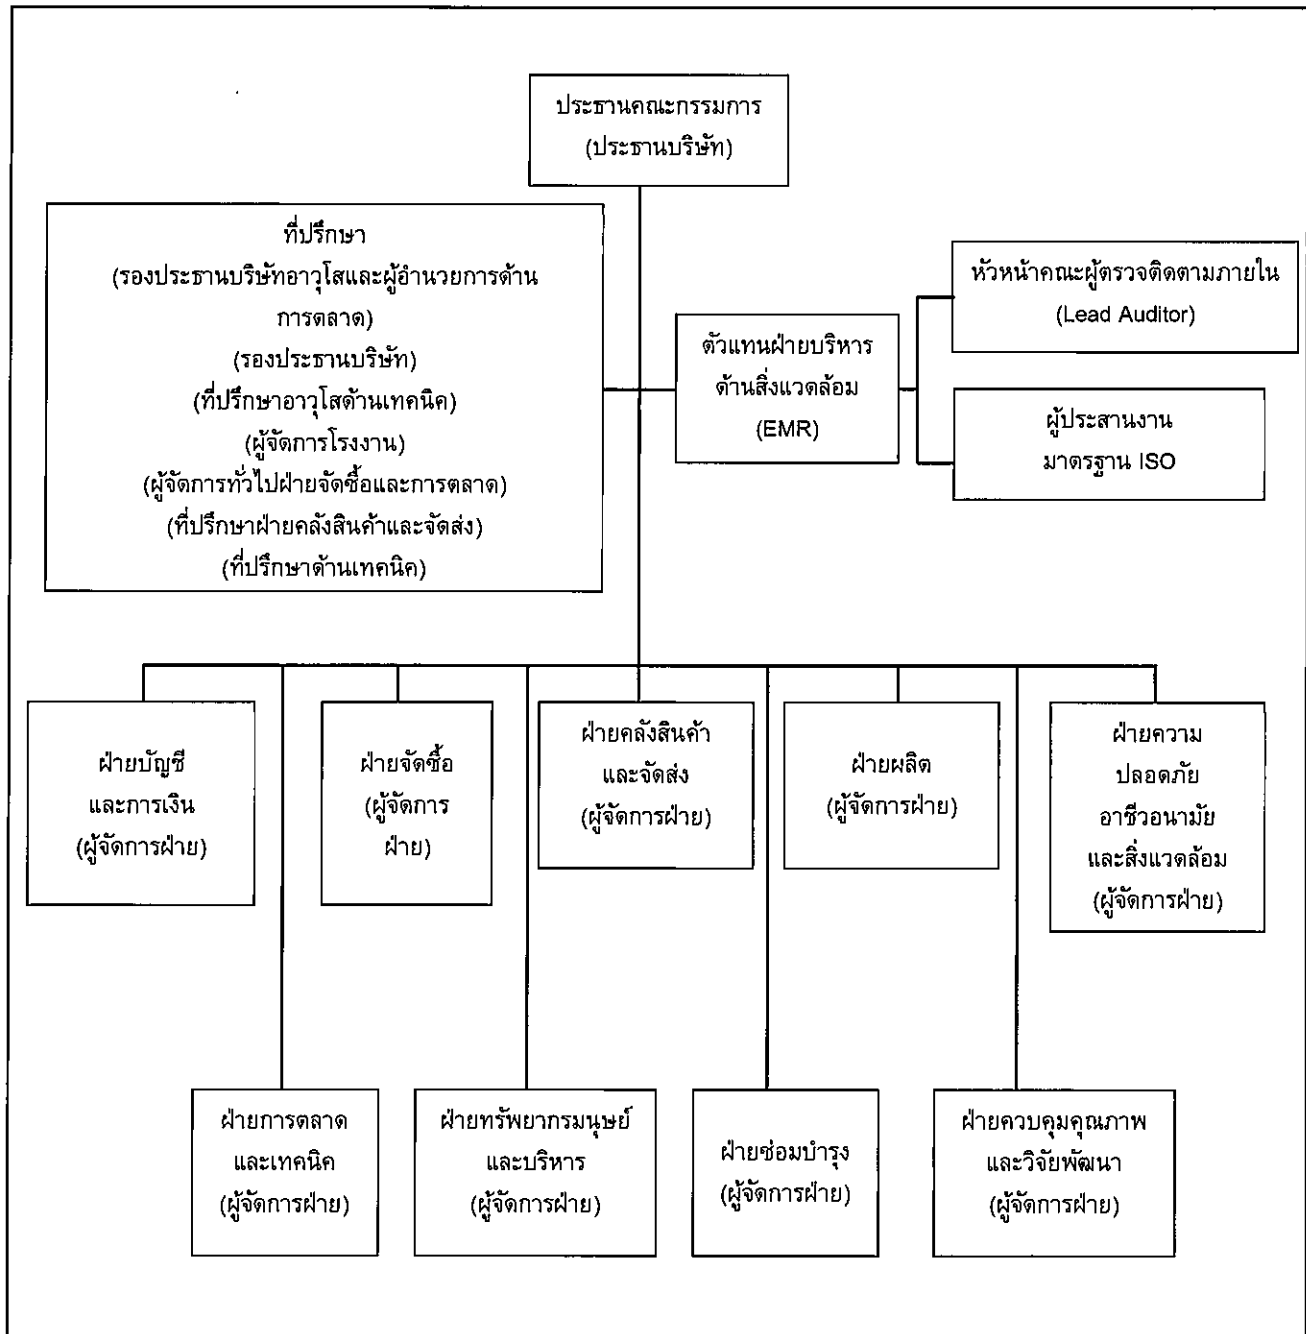 ประธานคณะกรรมการ
(ประธานบริษัท)
ที่ปรึกษา
(รองประธานบริษัทอาวุโสและผู้อำนวยการด้าน
การตลาด)
(รองประธานบริษัท)
(ที่ปรึกษาอาวุโสด้านเทคนิค)
(ผู้จัดการโรงงาน)
(ผู้จัดการทั่วไปฝ่ายจัดซื้อและการตลาด)
(ที่ปรึกษาฝ่ายคลังสินค้าและจัดส่ง)
(ที่ปรึกษาด้านเทคนิค)
ตัวแทนฝ่ายบริหาร
ด้านสิ่งแวดล้อม
(EMR)
หัวหน้าคณะผู้ตรวจติดตามภายใน
(Lead Auditor)
ผู้ประสานงาน
มาตรฐาน ISO
ฝ่ายบัญชี
และการเงิน
(ผู้จัดการฝ่าย)
ฝ่ายจัดซื้อ
(ผู้จัดการ
ฝ่าย)
ฝ่ายคลังสินค้า
และจัดส่ง
(ผู้จัดการฝ่าย)
ฝ่ายผลิต
(ผู้จัดการฝ่าย)
ฝ่ายความ
ปลอดภัย
อาชีวอนามัย
และสิ่งแวดล้อม
(ผู้จัดการฝ่าย)
ฝ่ายการตลาด
และเทคนิค
(ผู้จัดการฝ่าย)
ฝ่ายทรัพยากรมนุษย์
และบริหาร
(ผู้จัดการฝ่าย)
ฝ่ายซ่อมบำรุง
(ผู้จัดการฝ่าย)
ฝ่ายควบคุมคุณภาพ
และวิจัยพัฒนา
(ผู้จัดการฝ่าย)